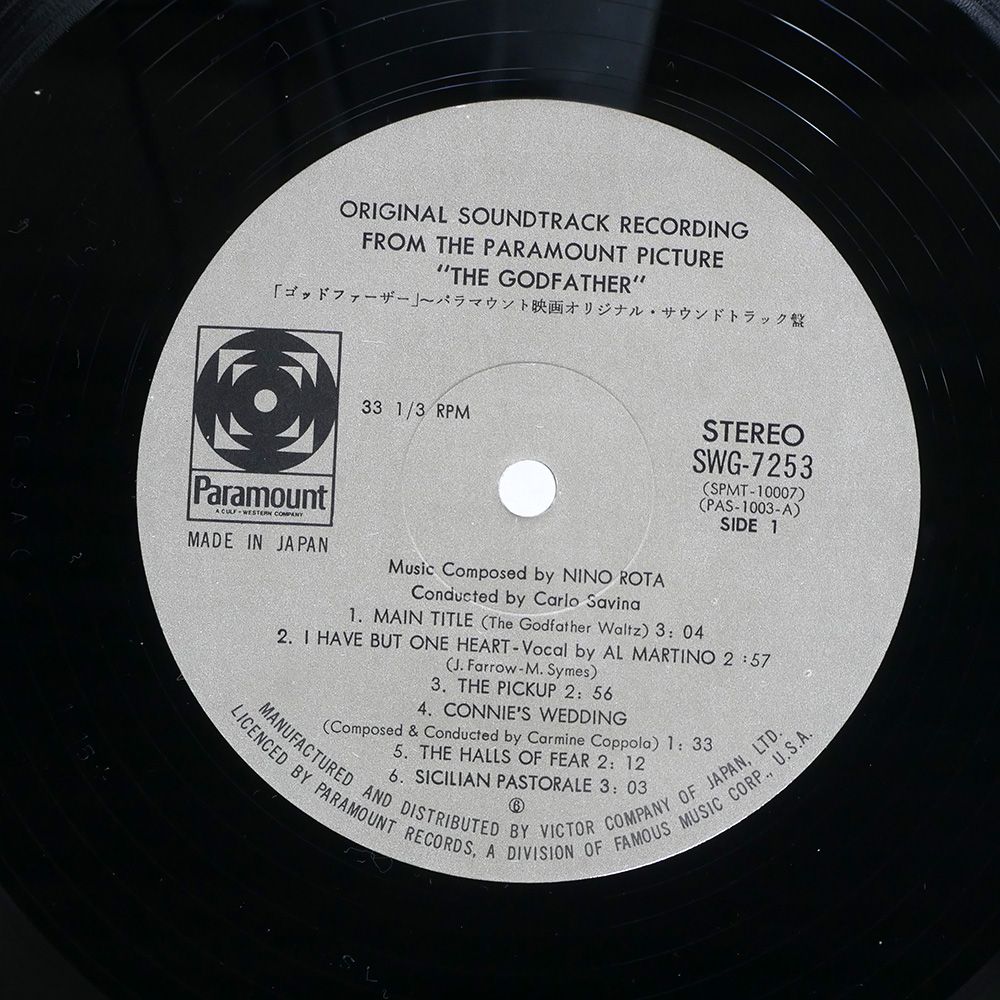 ORIGINAL SOUNDTRACK RECORDING
FROM THE PARAMOUNT PICTURE
"THE GODFATHER"
「ゴッドファーザー」〜パラマウント映画オリジナル・サウンドトラック盤
33 1/3 RPM
Paramount
A GULF+WESTERN COMPANY
MADE IN JAPAN
STEREO
SWG-7253
(SPMT-10007)
(PAS-1003-A)
SIDE 1
Music Composed by NINO ROTA
Conducted by Carlo Savina
1. MAIN TITLE (The Godfather Waltz) 3:04
2. I HAVE BUT ONE HEART-Vocal by AL MARTINO 2:57
(J. Farrow-M. Symes)
3. THE PICKUP 2:56
4. CONNIE'S WEDDING
(Composed & Conducted by Carmine Coppola) 1:33
5. THE HALLS OF FEAR 2:12
6. SICILIAN PASTORALE 3:03
⑥
MANUFACTURED AND DISTRIBUTED BY VICTOR COMPANY OF JAPAN, LTD.
LICENCED BY PARAMOUNT RECORDS, A DIVISION OF FAMOUS MUSIC CORP., U.S.A.